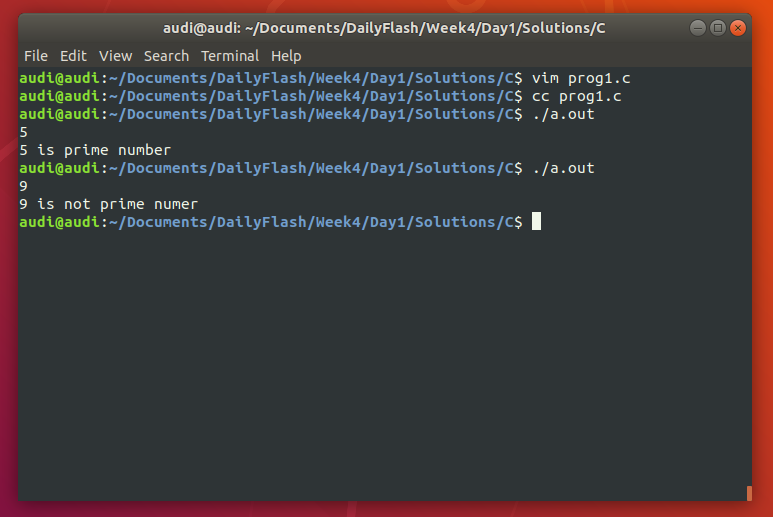 audi@audi: ~/Documents/DailyFlash/Week4/Day1/Solutions/C
File Edit View Search Terminal Help
audi@audi:~/Documents/DailyFlash/Week4/Day1/Solutions/C$ vim prog1.c
audi@audi:~/Documents/DailyFlash/Week4/Day1/Solutions/C$ cc prog1.c
audi@audi:~/Documents/DailyFlash/Week4/Day1/Solutions/C$ ./a.out
5
5 is prime number
audi@audi:~/Documents/DailyFlash/Week4/Day1/Solutions/C$ ./a.out
9
9 is not prime numer
audi@audi:~/Documents/DailyFlash/Week4/Day1/Solutions/C$